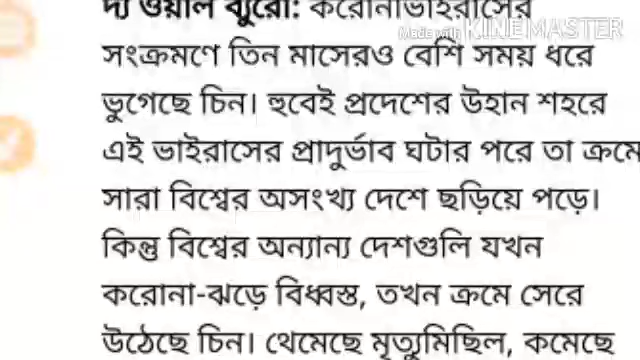 দ্য ওয়াল ব্যুরো: করোনাভাইরাসের
Made with KINEMASTER
সংক্রমণে তিন মাসেরও বেশি সময় ধরে
ভুগেছে চিন। হুবেই প্রদেশের উহান শহরে
এই ভাইরাসের প্রাদুর্ভাব ঘটার পরে তা ক্রমে
সারা বিশ্বের অসংখ্য দেশে ছড়িয়ে পড়ে।
কিন্তু বিশ্বের অন্যান্য দেশগুলি যখন
করোনা-ঝড়ে বিধ্বস্ত, তখন ক্রমে সেরে
উঠেছে চিন। থেমেছে মৃত্যুমিছিল, কমেছে